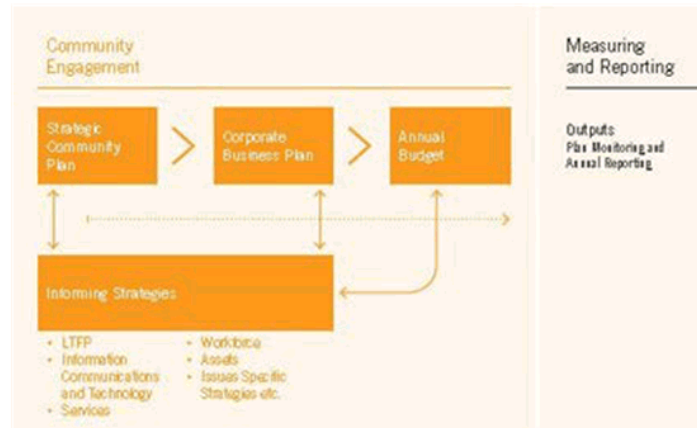 Community
Engagement
Measuring
and Reporting
Strategic
Community
Plan
Corporate
Business Plan
Annual
Budget
Outputs
Plan Monitoring and
Annual Reporting
Informing Strategies
• LTFP
• Information
Communications
and Technology
• Services
• Workforce
• Assets
• Issues Specific
Strategies etc.